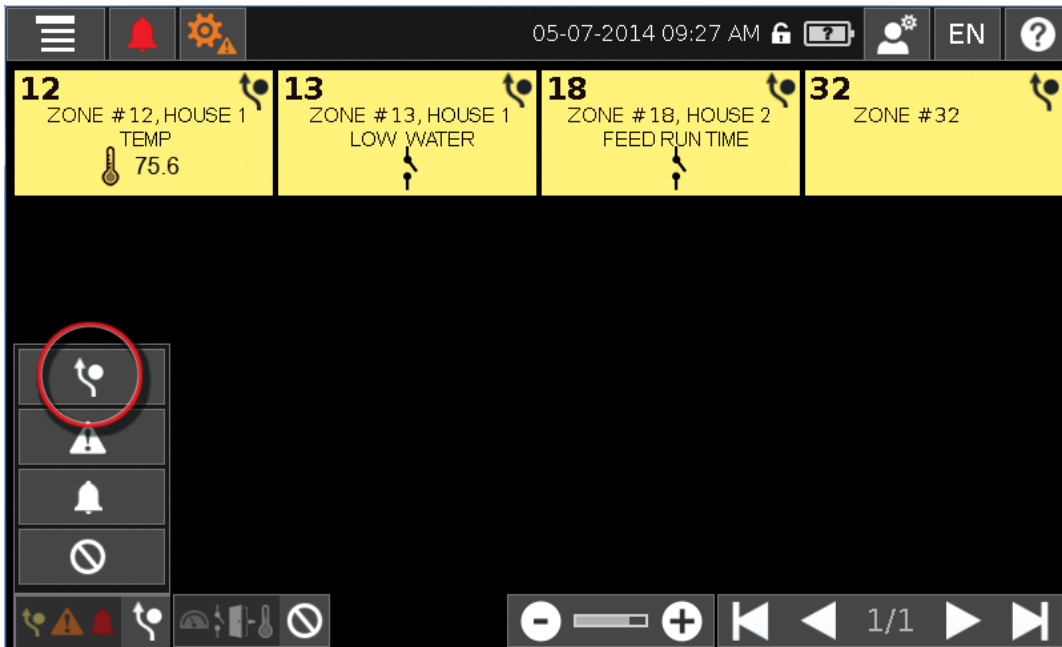 05-07-2014 09:27 AM
?
EN
?
12
ZONE #12, HOUSE 1
TEMP
75.6
13
ZONE #13, HOUSE 1
LOW WATER
18
ZONE #18, HOUSE 2
FEED RUN TIME
32
ZONE #32
1/1